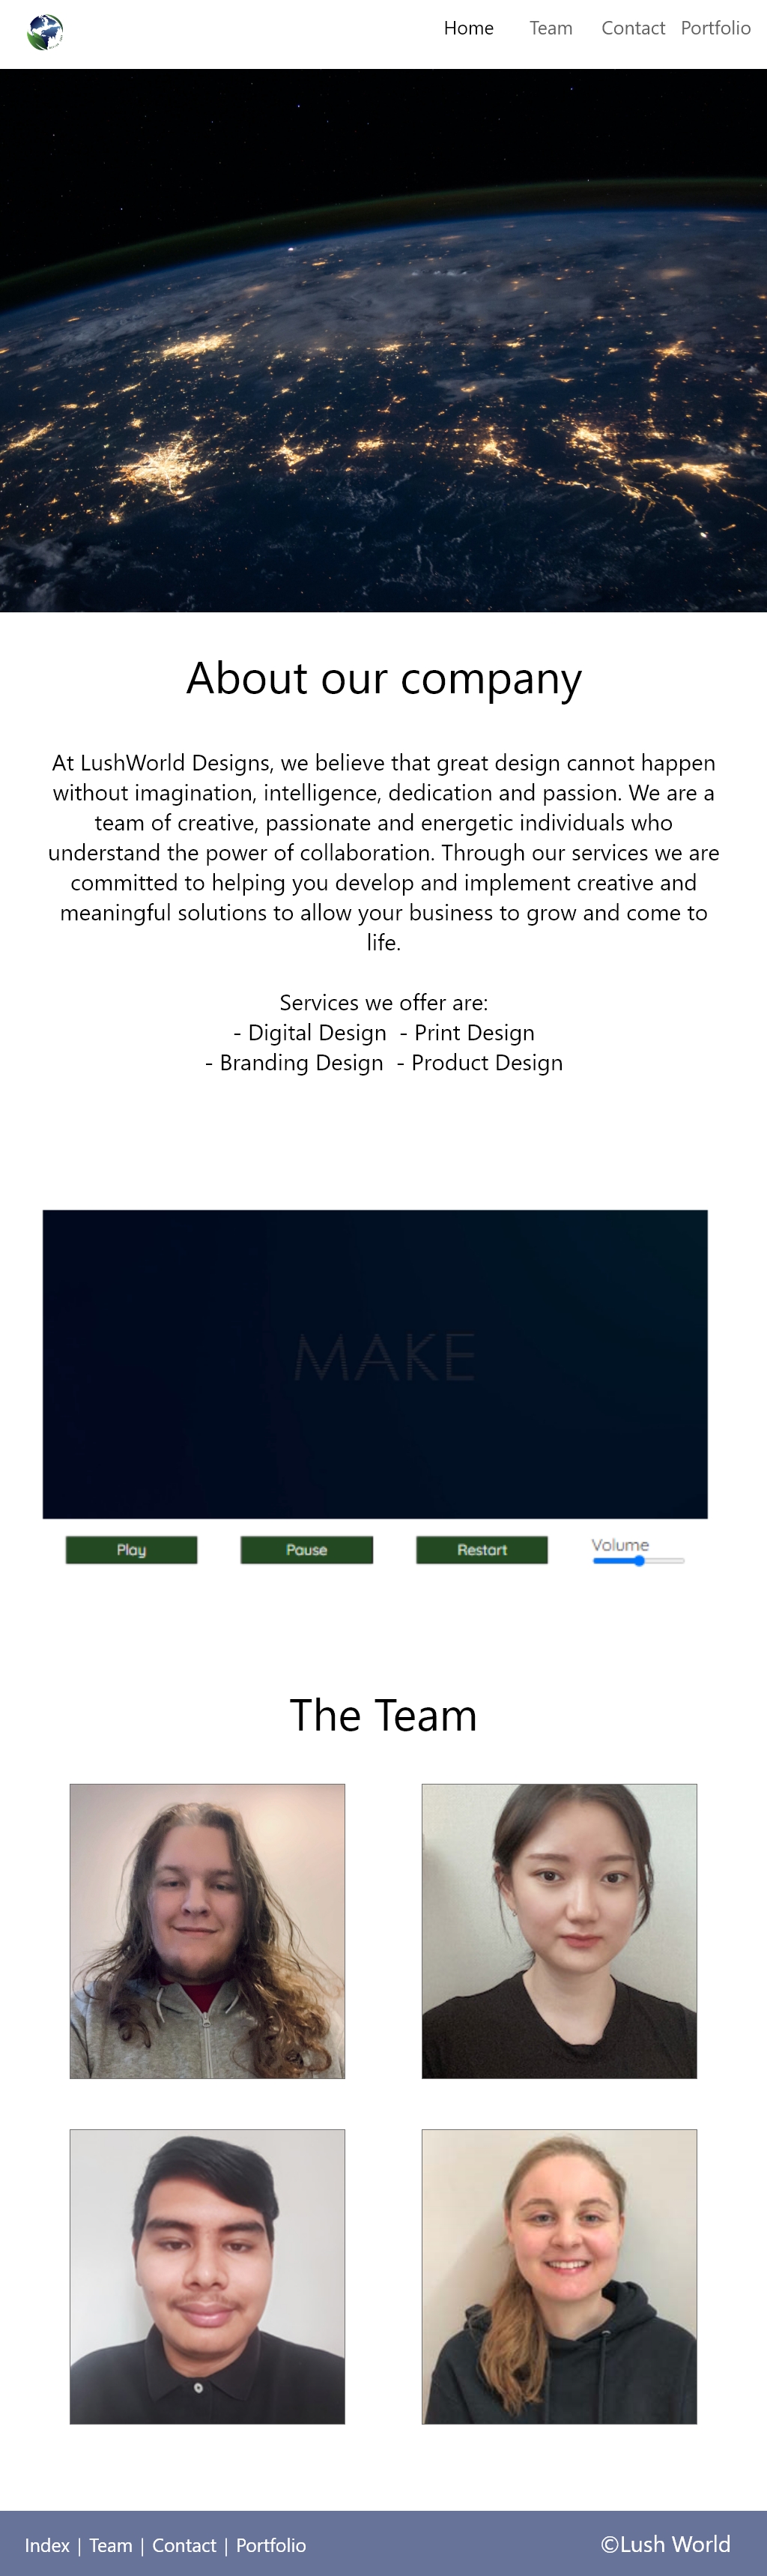 Home Team Contact Portfolio
About our company
At LushWorld Designs, we believe that great design cannot happen
without imagination, intelligence, dedication and passion. We are a
team of creative, passionate and energetic individuals who
understand the power of collaboration. Through our services we are
committed to helping you develop and implement creative and
meaningful solutions to allow your business to grow and come to
life.
Services we offer are:
- Digital Design - Print Design
- Branding Design - Product Design
MAKE
Play Pause Restart Volume
The Team
Index | Team | Contact | Portfolio ©Lush World